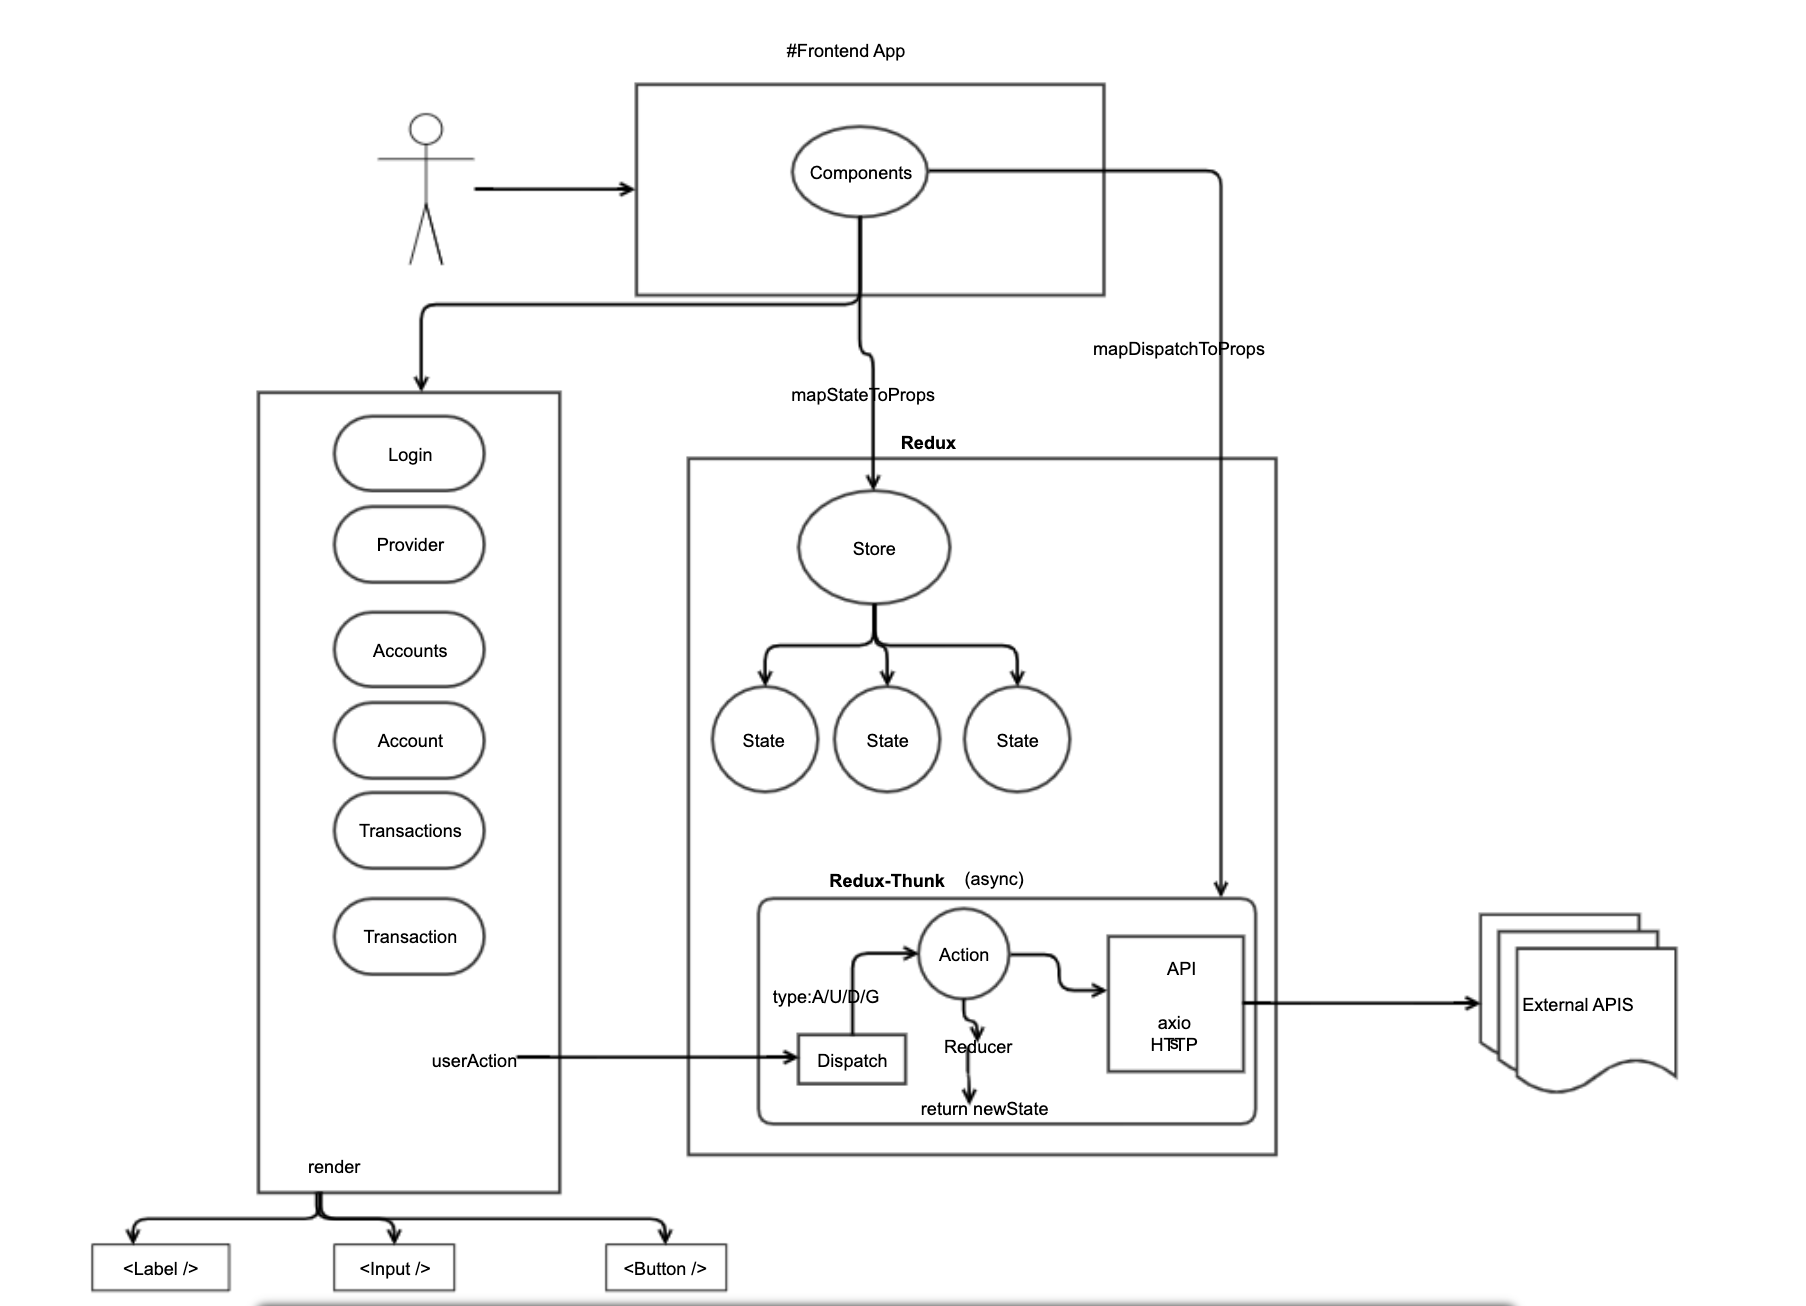 #Frontend App
Components
mapDispatchToProps
mapStateToProps
Redux
Login
Provider
Accounts
Account
Transactions
Transaction
userAction
render
<Label />
<Input />
<Button />
Store
State
State
State
Redux-Thunk (async)
Action
type:A/U/D/G
Dispatch
Reducer
return newState
API
axio
s
HTTP
External APIS